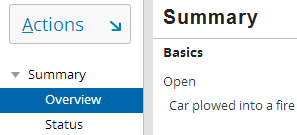 Actions
Summary
Overview
Status
Summary
Basics
Open
Car plowed into a fire